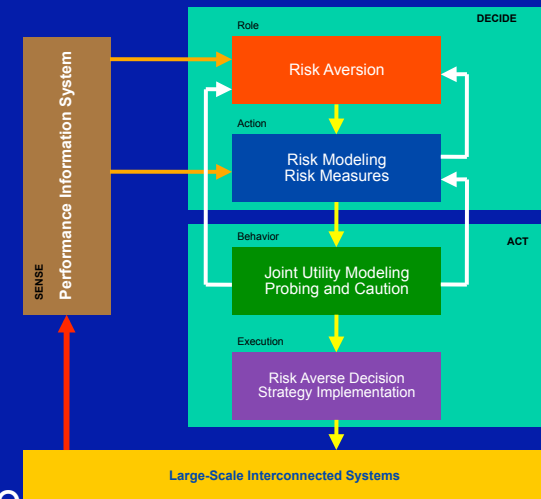 DECIDE
Role
Risk Aversion
Action
Risk Modeling
Risk Measures
SENSE
Performance Information System
ACT
Behavior
Joint Utility Modeling
Probing and Caution
Execution
Risk Averse Decision
Strategy Implementation
Large-Scale Interconnected Systems